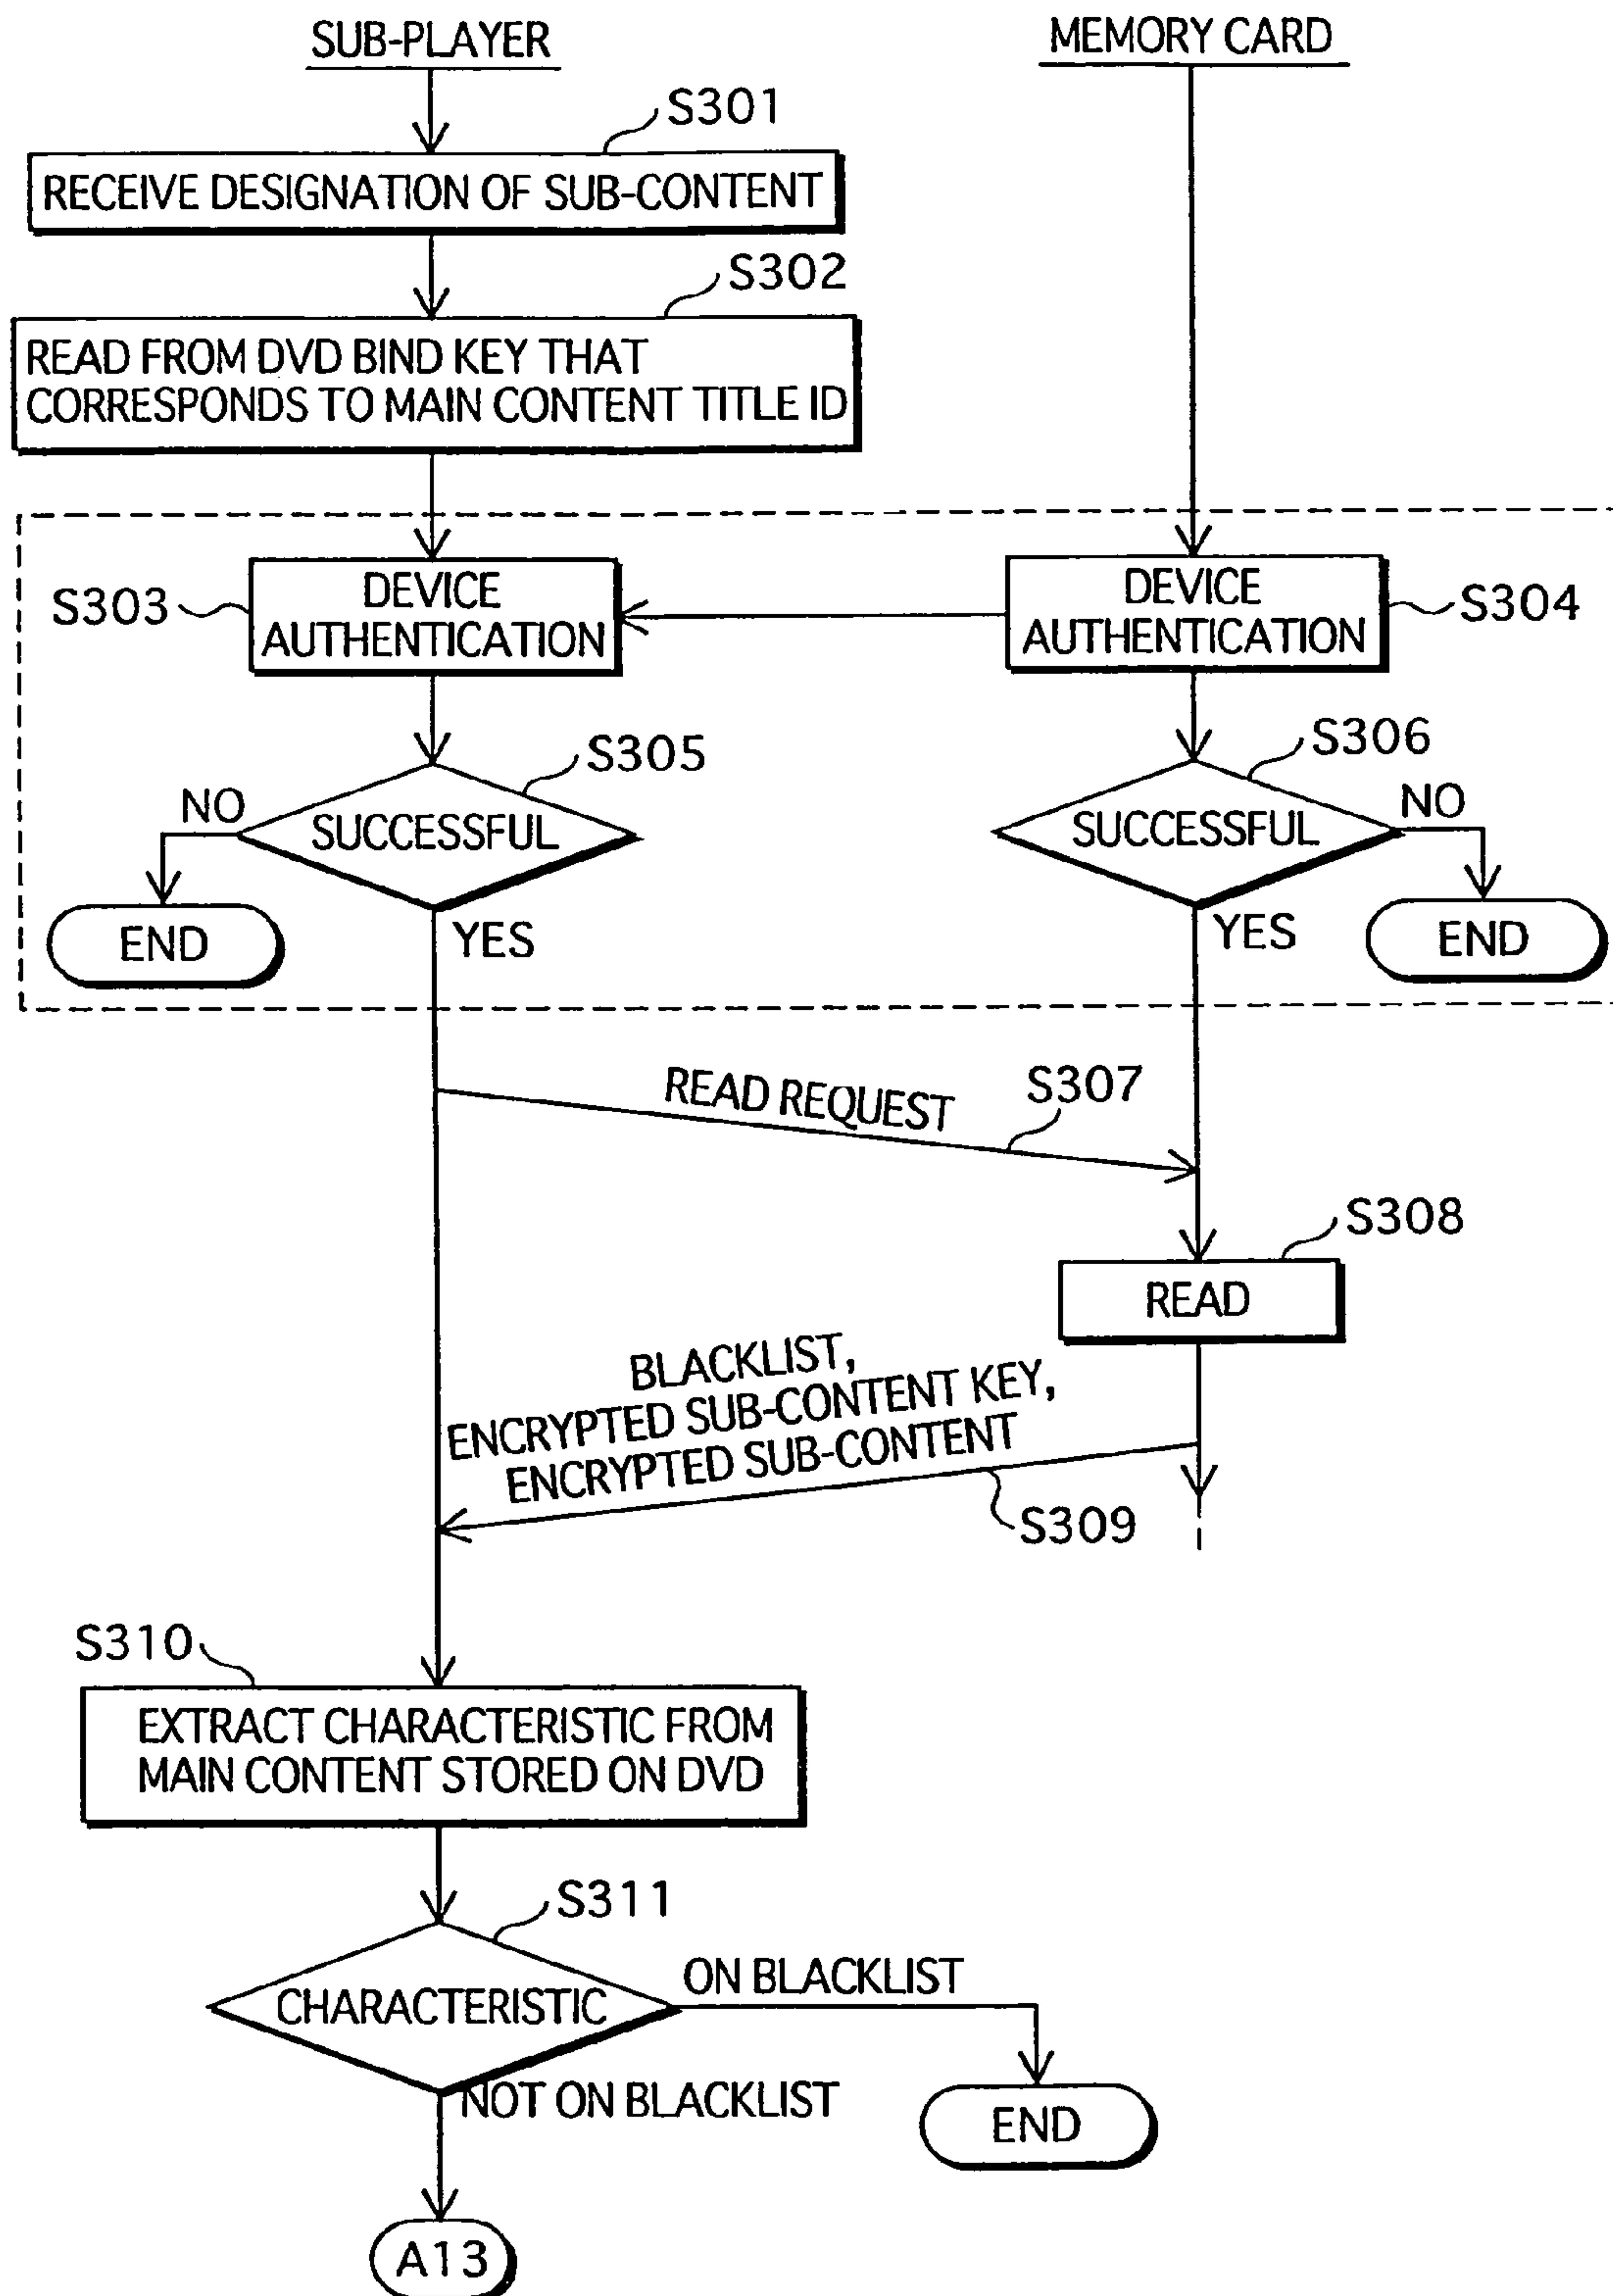 SUB-PLAYER
MEMORY CARD
S301
RECEIVE DESIGNATION OF SUB-CONTENT
S302
READ FROM DVD BIND KEY THAT
CORRESPONDS TO MAIN CONTENT TITLE ID
S303
DEVICE
AUTHENTICATION
DEVICE
AUTHENTICATION
S304
S305
S306
NO
SUCCESSFUL
SUCCESSFUL
NO
END
YES
YES
END
READ REQUEST
S307
S308
READ
BLACKLIST,
ENCRYPTED SUB-CONTENT KEY,
ENCRYPTED SUB-CONTENT
S309
S310
EXTRACT CHARACTERISTIC FROM
MAIN CONTENT STORED ON DVD
S311
CHARACTERISTIC
ON BLACKLIST
NOT ON BLACKLIST
END
A13